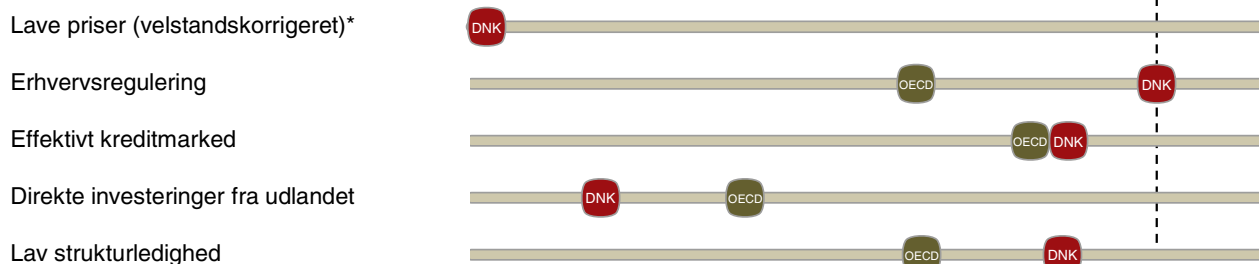 Lave priser (velstandskorrigeret)* DNK
Erhvervsregulering OECD DNK
Effektivt kreditmarked OECD DNK
Direkte investeringer fra udlandet DNK OECD
Lav strukturledighed OECD DNK